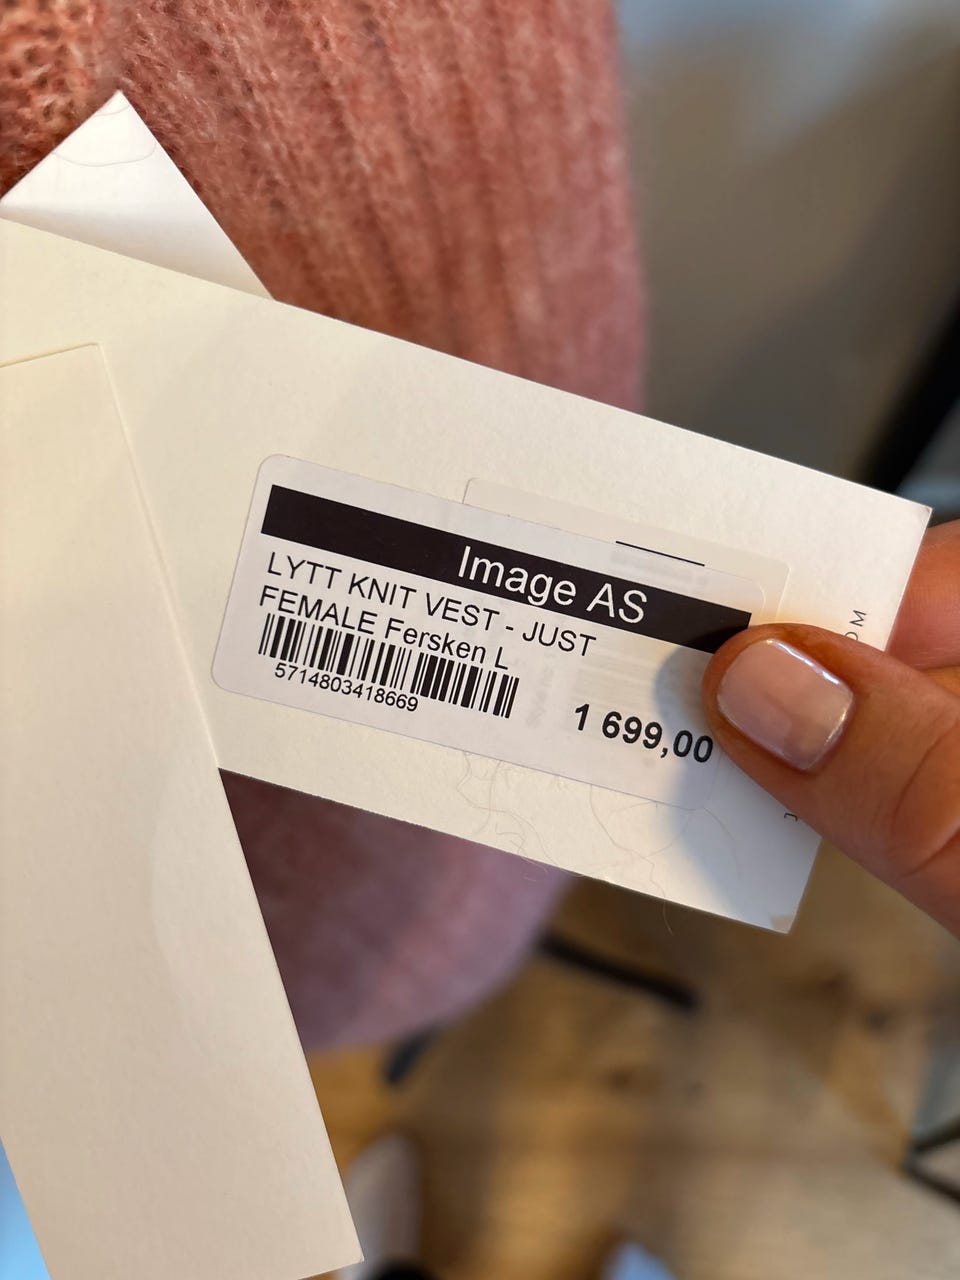 Image AS
LYTT KNIT VEST - JUST
FEMALE Fersken L
5714803418669
1 699,00